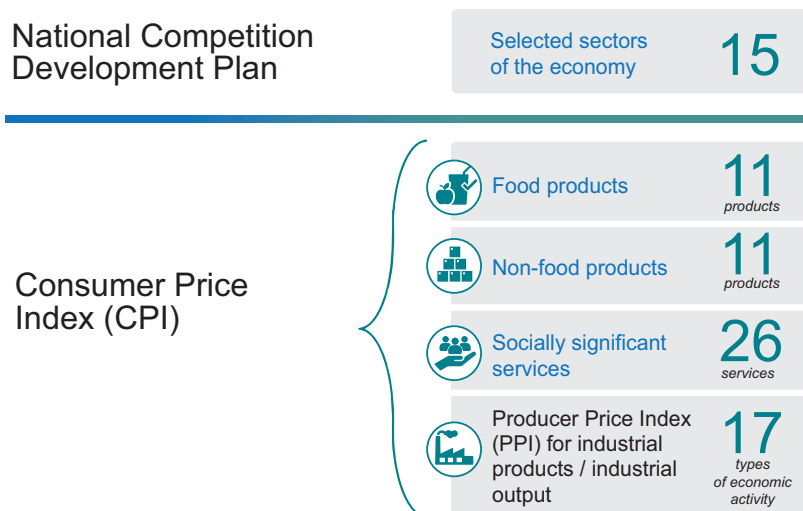 National Competition
Development Plan
Selected sectors
of the economy
15
Consumer Price
Index (CPI)
Food products
11
products
Non-food products
11
products
Socially significant
services
26
services
Producer Price Index
(PPI) for industrial
products / industrial
output
17
types
of economic
activity